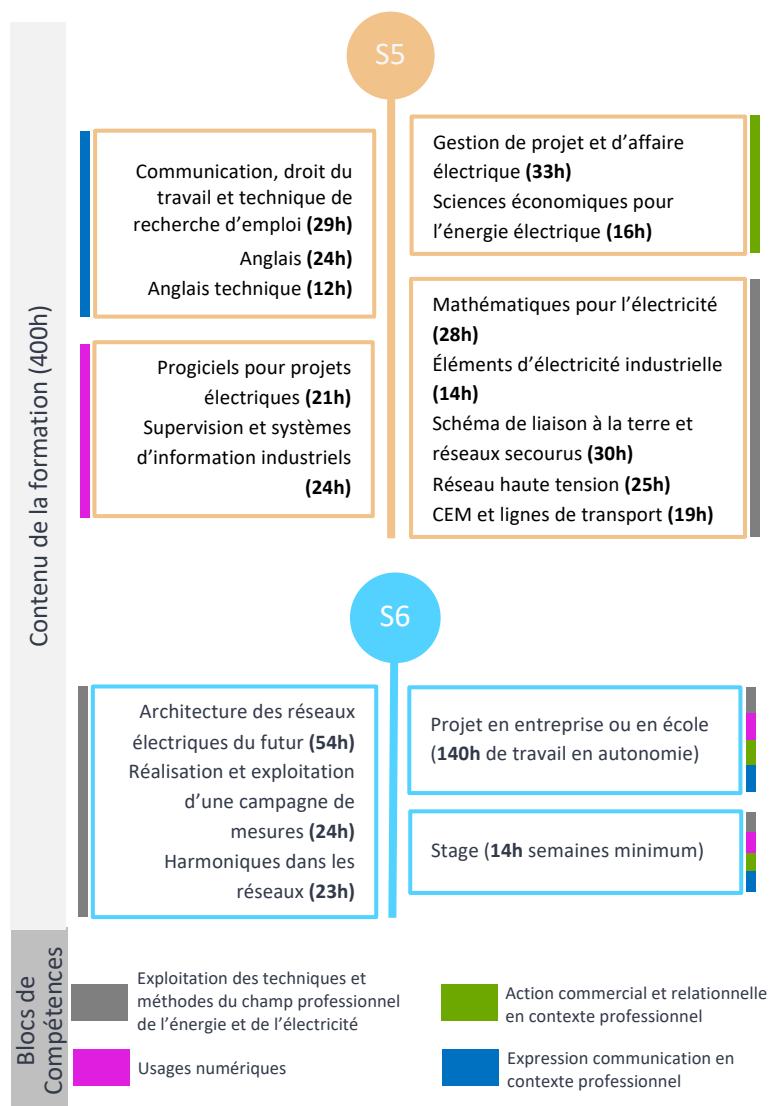 S5
Communication, droit du
travail et technique de
recherche d'emploi (29h)
Anglais (24h)
Anglais technique (12h)
Gestion de projet et d'affaire
électrique (33h)
Sciences économiques pour
l'énergie électrique (16h)
Progiciels pour projets
électriques (21h)
Supervision et systèmes
d'information industriels
(24h)
Mathématiques pour l'électricité
(28h)
Éléments d'électricité industrielle
(14h)
Schéma de liaison à la terre et
réseaux secourus (30h)
Réseau haute tension (25h)
CEM et lignes de transport (19h)
Contenu de la formation (400h)
S6
Architecture des réseaux
électriques du futur (54h)
Réalisation et exploitation
d'une campagne de
mesures (24h)
Harmoniques dans les
réseaux (23h)
Projet en entreprise ou en école
(140h de travail en autonomie)
Stage (14h semaines minimum)
Blocs de
Compétences
Exploitation des techniques et
méthodes du champ professionnel
de l'énergie et de l'électricité
Action commercial et relationnelle
en contexte professionnel
Usages numériques
Expression communication en
contexte professionnel